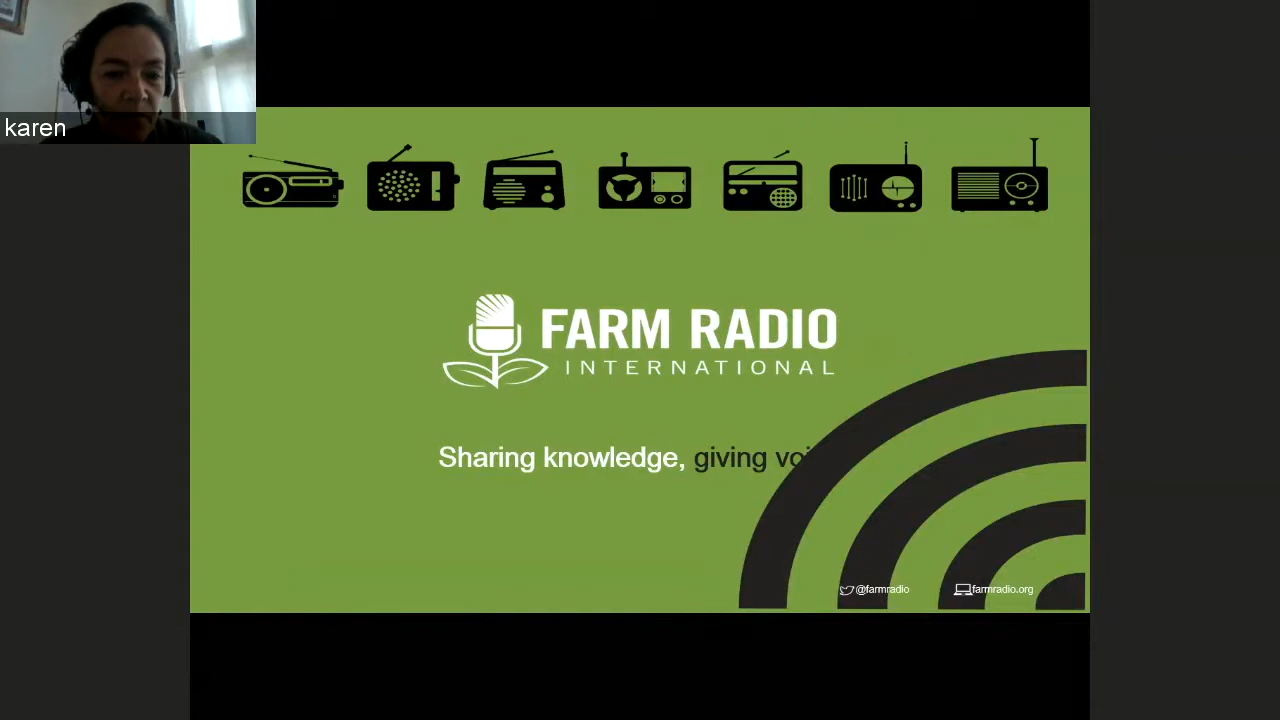 karen
FARM RADIO
INTERNATIONAL
Sharing knowledge, giving
@farmradio
farmradio.org